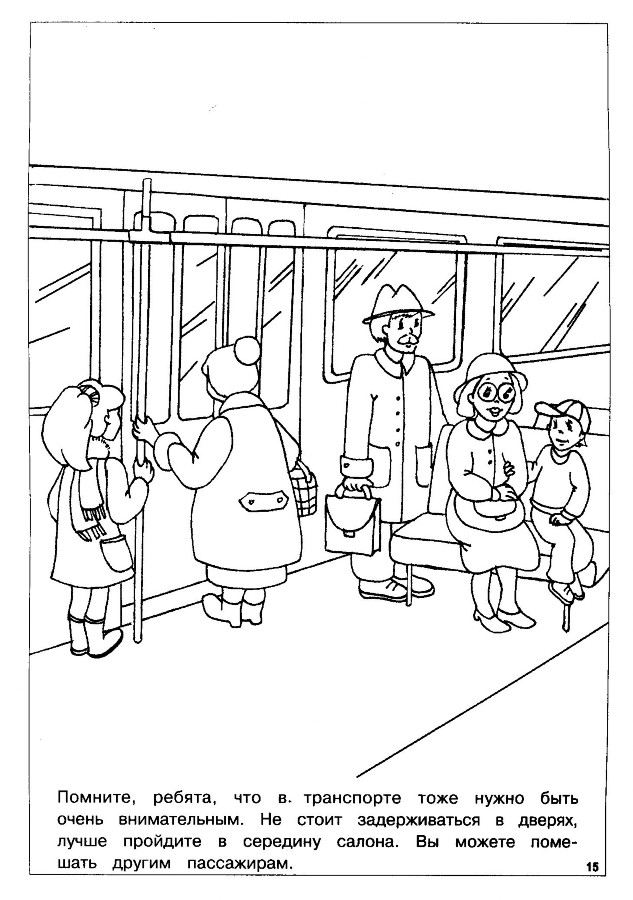 Помните, ребята, что в транспорте тоже нужно быть
очень внимательным. Не стоит задерживаться в дверях,
лучше пройдите в середину салона. Вы можете поме-
шать другим пассажирам.
15